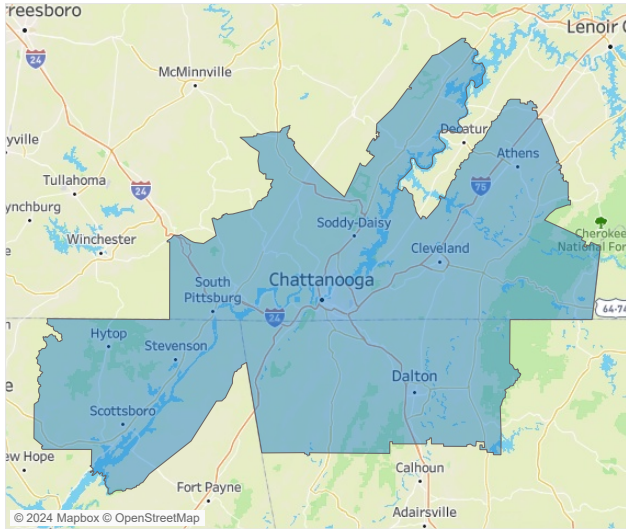 reesboro
Lenoir C
24
McMinnville
Decatur
yville
Athens
Tullahoma
24
75
ynchburg
Soddy-Daisy
Cherokee
National Fore
Winchester
Cleveland
e
South
Pittsburg
Chattanooga
64-74
24
n
Hytop
Stevenson
Dalton
e
Scottsboro
ew Hope
Calhoun
Fort Payne
Adairsville
© 2024 Mapbox © OpenStreetMap